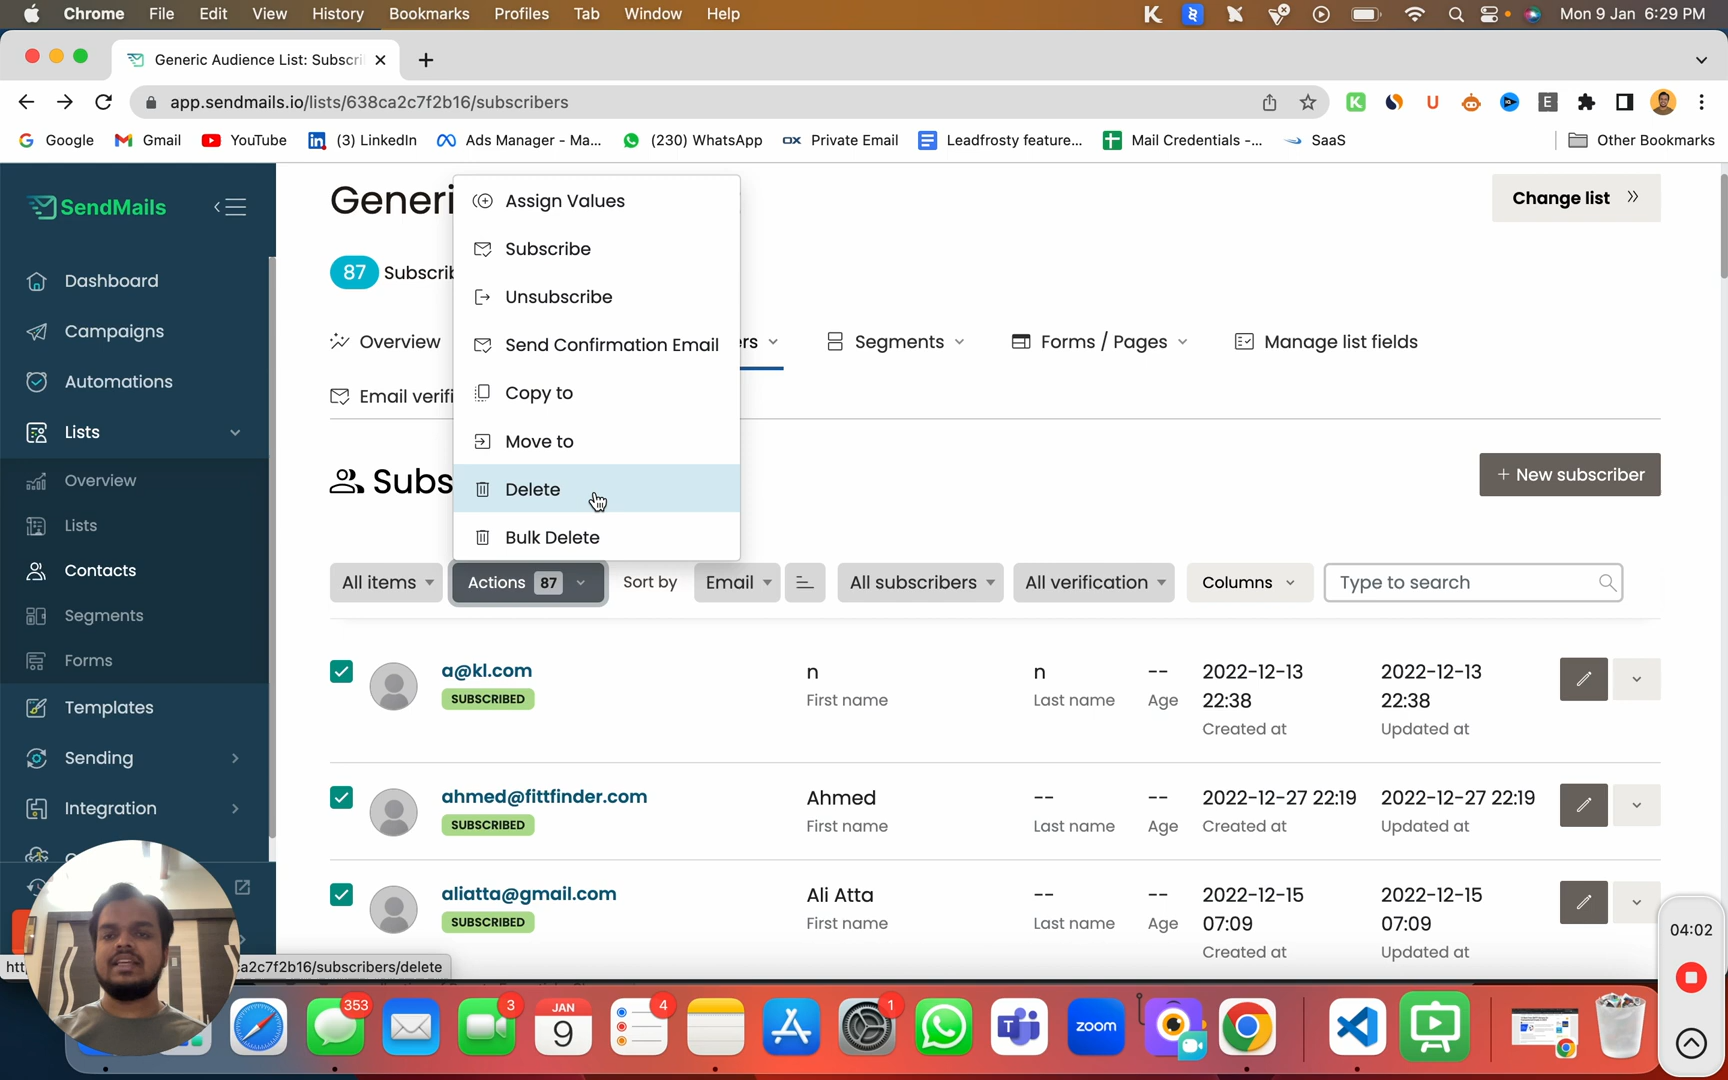 Chrome File Edit View History Bookmarks Profiles Tab Window Help Mon 9 Jan 6:29 PM
Generic Audience List: Subscri
app.sendmails.io/lists/638ca2c7f2b16/subscribers
Google Gmail YouTube (3) LinkedIn Ads Manager - Ma... (230) WhatsApp OX Private Email Leadfrosty feature... Mail Credentials -... SaaS Other Bookmarks
SendMails
Dashboard
Campaigns
Automations
Lists
Overview
Lists
Contacts
Segments
Forms
Templates
Sending
Integration
Generi
Change list
87 Subscrib
Overview
Segments
Forms / Pages
Manage list fields
Email verifi
Assign Values
Subscribe
Unsubscribe
Send Confirmation Email
Copy to
Move to
Delete
Bulk Delete
Subs
+ New subscriber
All items Actions 87 Sort by Email All subscribers All verification Columns Type to search
a@kl.com n n -- 2022-12-13 2022-12-13
SUBSCRIBED First name Last name Age 22:38 22:38
Created at Updated at
ahmed@fittfinder.com Ahmed -- -- 2022-12-27 22:19 2022-12-27 22:19
SUBSCRIBED First name Last name Age Created at Updated at
aliatta@gmail.com Ali Atta -- -- 2022-12-15 2022-12-15
SUBSCRIBED First name Last name Age 07:09 07:09
Created at Updated at
04:02
htt
a2c7f2b16/subscribers/delete
353
3
JAN
9
4
1
zoom